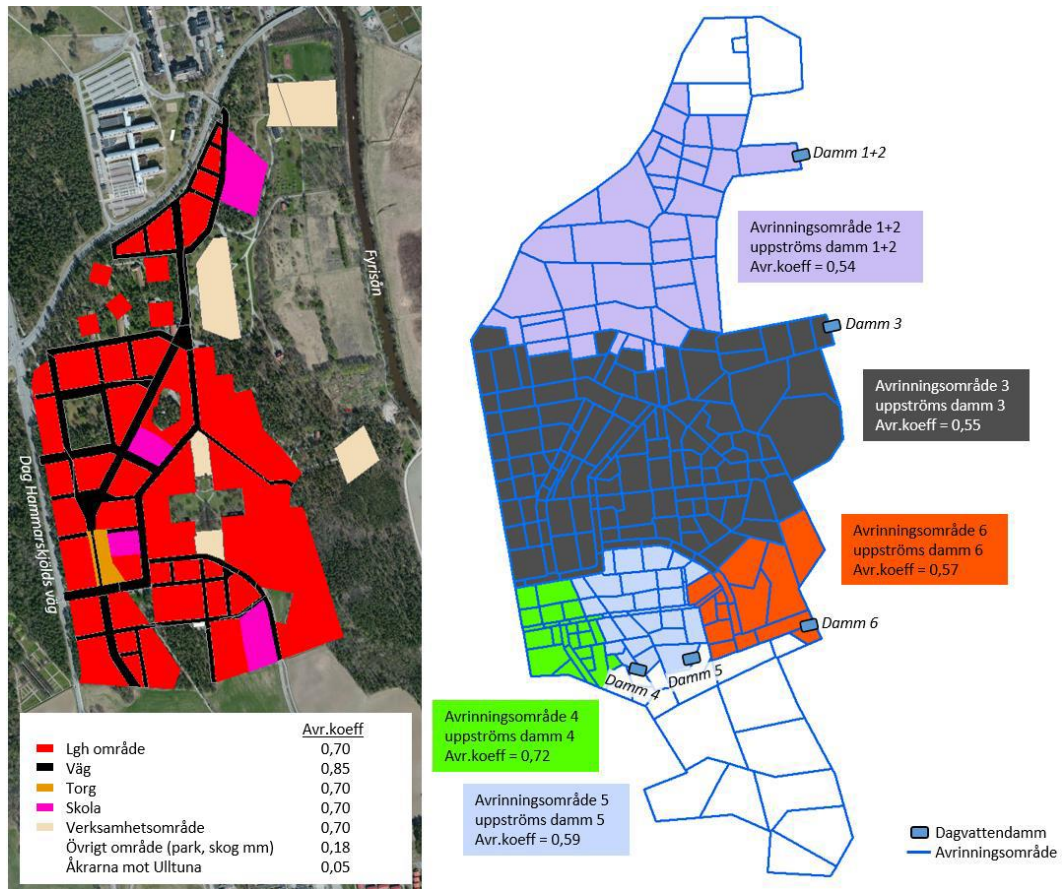 Fyrisån
Dag Hammarskjölds väg
Avr.koeff
Lgh område 0,70
Väg 0,85
Torg 0,70
Skola 0,70
Verksamhetsområde 0,70
Övrigt område (park, skog mm) 0,18
Åkrarna mot Ulltuna 0,05
Damm 1+2
Avrinningsområde 1+2
uppströms damm 1+2
Avr.koeff = 0,54
Damm 3
Avrinningsområde 3
uppströms damm 3
Avr.koeff = 0,55
Avrinningsområde 6
uppströms damm 6
Avr.koeff = 0,57
Damm 6
Damm 5
Damm 4
Avrinningsområde 4
uppströms damm 4
Avr.koeff = 0,72
Avrinningsområde 5
uppströms damm 5
Avr.koeff = 0,59
Dagvattendamm
Avrinningsområde